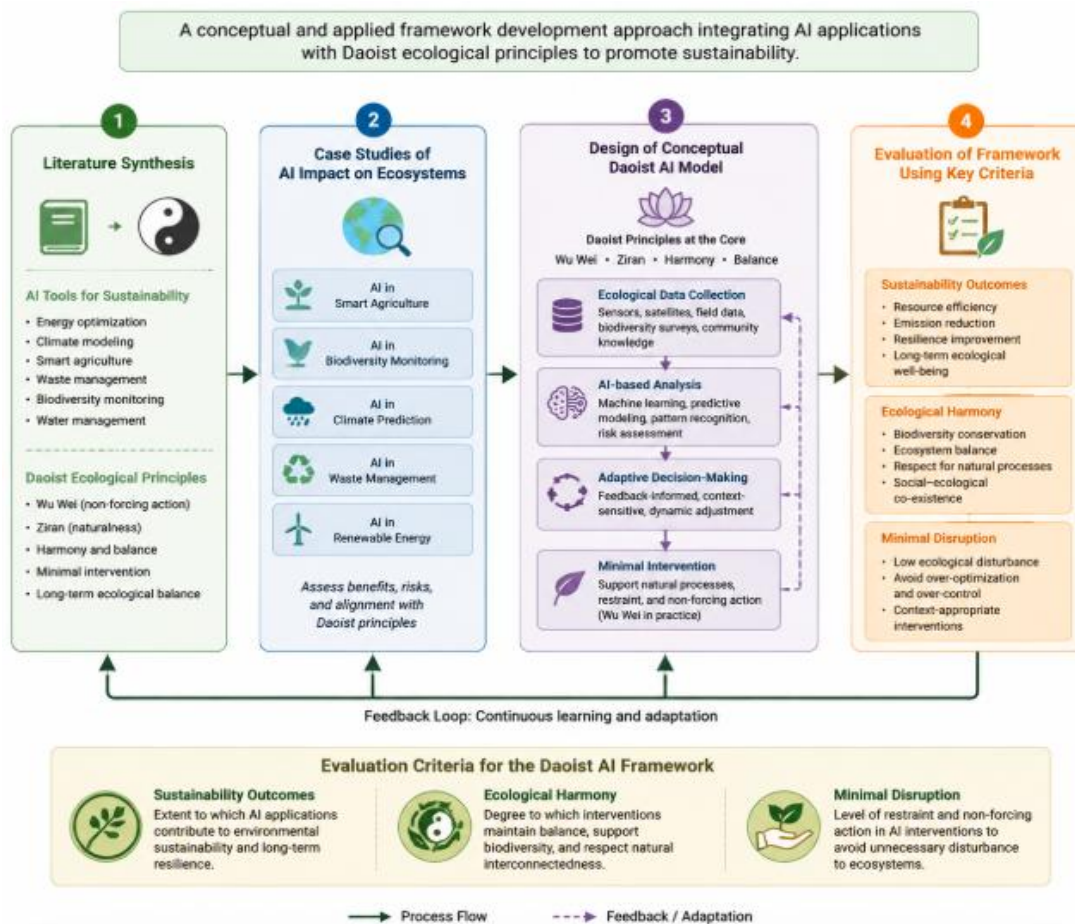 A conceptual and applied framework development approach integrating AI applications
with Daoist ecological principles to promote sustainability.
1
Literature Synthesis
AI Tools for Sustainability
• Energy optimization
• Climate modeling
• Smart agriculture
• Waste management
• Biodiversity monitoring
• Water management
Daoist Ecological Principles
• Wu Wei (non-forcing action)
• Ziran (naturalness)
• Harmony and balance
• Minimal intervention
• Long-term ecological balance
2
Case Studies of
AI Impact on Ecosystems
AI in
Smart Agriculture
AI in
Biodiversity Monitoring
AI in
Climate Prediction
AI in
Waste Management
AI in
Renewable Energy
Assess benefits, risks,
and alignment with
Daoist principles
3
Design of Conceptual
Daoist AI Model
Daoist Principles at the Core
Wu Wei • Ziran • Harmony • Balance
Ecological Data Collection
Sensors, satellites, field data,
biodiversity surveys, community
knowledge
AI-based Analysis
Machine learning, predictive
modeling, pattern recognition,
risk assessment
Adaptive Decision-Making
Feedback-informed, context-
sensitive, dynamic adjustment
Minimal Intervention
Support natural processes,
restraint, and non-forcing action
(Wu Wei in practice)
4
Evaluation of Framework
Using Key Criteria
Sustainability Outcomes
• Resource efficiency
• Emission reduction
• Resilience improvement
• Long-term ecological
well-being
Ecological Harmony
• Biodiversity conservation
• Ecosystem balance
• Respect for natural processes
• Social–ecological
co-existence
Minimal Disruption
• Low ecological disturbance
• Avoid over-optimization
and over-control
• Context-appropriate
interventions
Feedback Loop: Continuous learning and adaptation
Evaluation Criteria for the Daoist AI Framework
Sustainability Outcomes
Extent to which AI applications
contribute to environmental
sustainability and long-term
resilience.
Ecological Harmony
Degree to which interventions
maintain balance, support
biodiversity, and respect natural
interconnectedness.
Minimal Disruption
Level of restraint and non-forcing
action in AI interventions to
avoid unnecessary disturbance
to ecosystems.
Process Flow
Feedback / Adaptation